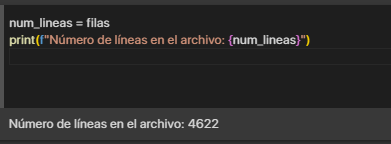 num_lineas = filas
print(f"Número de líneas en el archivo: {num_lineas}")
Número de líneas en el archivo: 4622